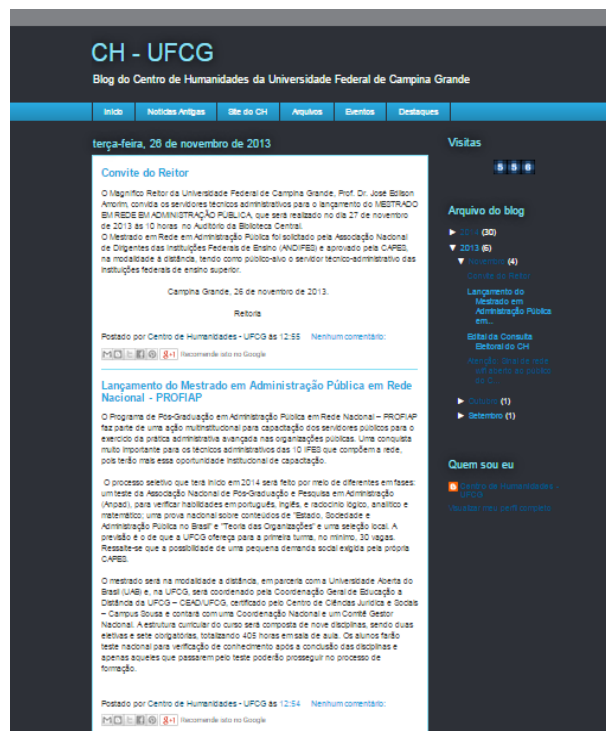 CH - UFCG
Blog do Centro de Humanidades da Universidade Federal de Campina Grande
Início Notícias Antigas Site do CH Arquivos Eventos Destaques
terça-feira, 26 de novembro de 2013
Convite do Reitor
O Magnífico Reitor da Universidade Federal de Campina Grande, Prof. Dr. José Edílson
Amorim, convida os servidores técnicos administrativos para o lançamento do MESTRADO
EM REDE EM ADMINISTRAÇÃO PÚBLICA, que será realizado no dia 27 de novembro
de 2013 às 10 horas no Auditório da Biblioteca
Central.
O Mestrado em Rede em Administração Pública foi solicitado pela Associação Nacional
de Dirigentes das Instituições Federais de Ensino (ANDIFES) e aprovado pela CAPES,
na modalidade à distância, tendo como público-alvo o servidor técnico-administrativo das
instituições federais de ensino superior.
Campina Grande, 26 de novembro de 2013.
Reitoria
Postado por Centro de Humanidades - UFCG às 12:55 Nenhum comentário:
Recomende isto no Google
Lançamento do Mestrado em Administração Pública em Rede
Nacional - PROFIAP
O Programa de Pós-Graduação em Administração Pública em Rede Nacional – PROFIAP
faz parte de uma ação multiinstitucional para capacitação dos servidores públicos para o
exercício da prática administrativa avançada nas organizações públicas. Uma conquista
muito importante para os técnicos administrativos das 10 IFES que compõem a rede,
pois terão mais essa oportunidade institucional de capacitação.
O processo seletivo que terá início em 2014 será feito por meio de diferentes em fases:
um teste da Associação Nacional de Pós-Graduação e Pesquisa em Administração
(Anpad), para verificar habilidades em português, inglês, e raciocínio lógico, analítico e
matemático; uma prova nacional sobre conteúdos de "Estado, Sociedade e
Administração Pública no Brasil" e "Teoria das Organizações" e uma seleção local. A
previsão é o de que a UFCG ofereça para a primeira turma, no mínimo, 30 vagas.
Ressalte-se que a possibilidade de uma pequena demanda social exigida pela própria
CAPES.
O mestrado será na modalidade a distância, em parceria com a Universidade Aberta do
Brasil (UAB) e, na UFCG, será coordenado pela Coordenação Geral de Educação a
Distância da UFCG – CEAD/UFCG, certificado pelo Centro de Ciências Jurídica e Sociais
– Campus Sousa e contará com uma Coordenação Nacional e um Comitê Gestor
Nacional. A estrutura curricular do curso será composta de nove disciplinas, sendo duas
eletivas e sete obrigatórias, totalizando 405 horas em sala de aula. Os alunos farão
teste nacional para verificação de conhecimento após a conclusão das disciplinas e
apenas aqueles que passarem pelo teste poderão prosseguir no processo de
formação.
Postado por Centro de Humanidades - UFCG às 12:54 Nenhum comentário:
Recomende isto no Google
Visitas
5 5 6
Arquivo do blog
► 2014 (30)
▼ 2013 (6)
▼ Novembro (4)
Convite do Reitor
Lançamento do
Mestrado em
Administração Pública
em...
Edital da Consulta
Eleitoral do CH
► Outubro (1)
► Setembro (1)
Quem sou eu
Centro de Humanidades -
UFCG
Visualizar meu perfil completo